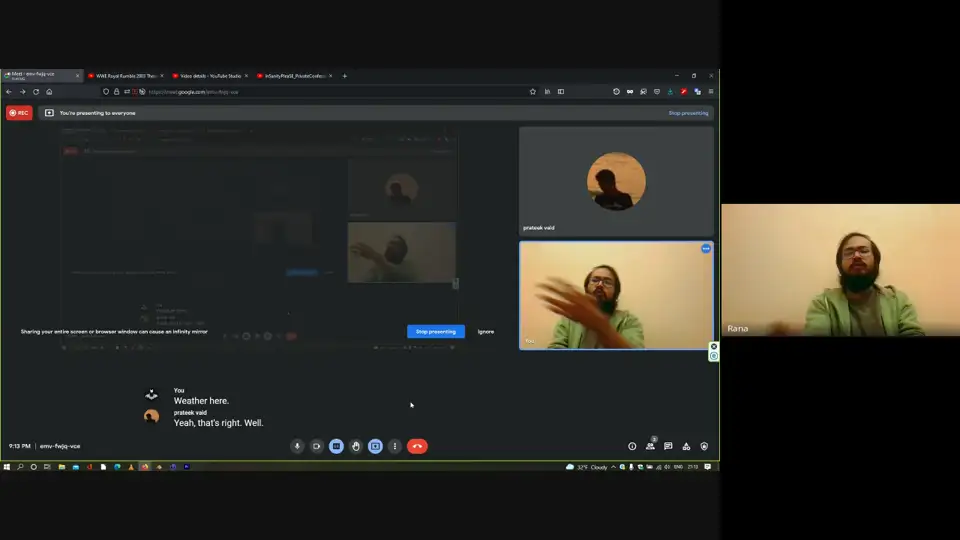 Meet - emv-fwjq-vce
WWE Royal Rumble 2003 Thea
Video details - YouTube Studio
https://meet.google.com/emv-fwjq-vce
REC
You're presenting to everyone
Stop presenting
prateek vaid
You
Rana
Sharing your entire screen or browser window can cause an infinity mirror
Stop presenting
Ignore
You
Weather here.
prateek vaid
Yeah, that's right. Well.
9:13 PM | emv-fwjq-vce
32°F Cloudy
ENG
21:13